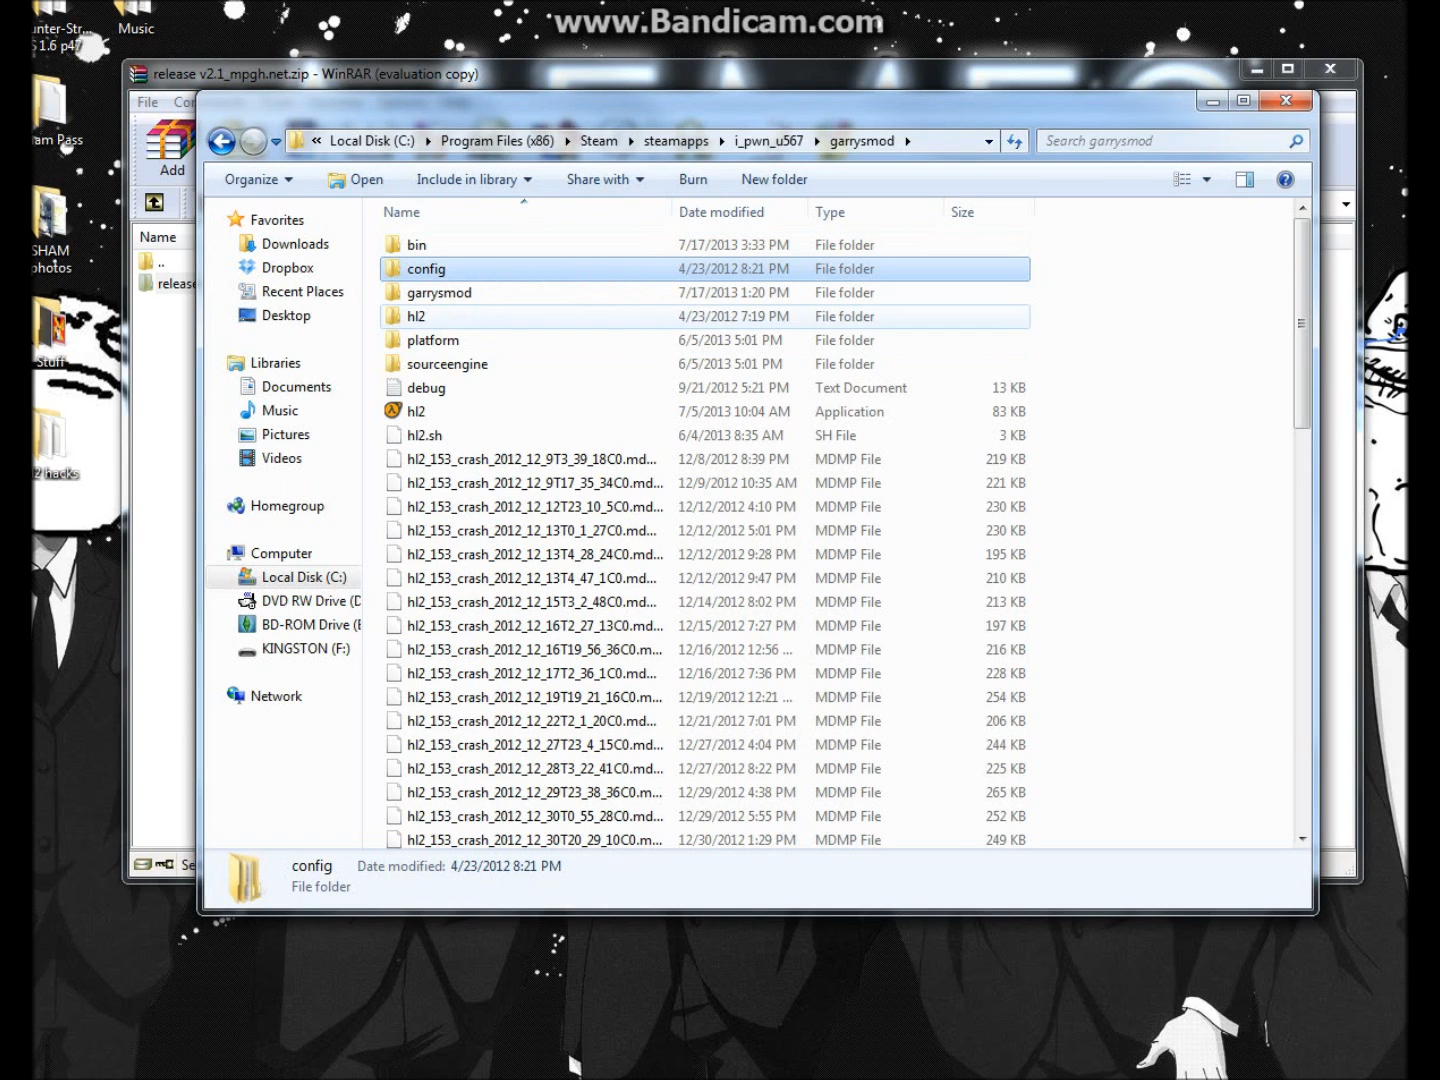 www.Bandicam.com
Music
1.6 p47
release v2.1_mpgh.net.zip - WinRAR (evaluation copy)
File
Add
Name
..
release
am Pass
SHAM
photos
Stuff
l2 hacks
« Local Disk (C:) Program Files (x86) Steam steamapps i_pwn_u567 garrysmod
Search garrysmod
Organize Open Include in library Share with Burn New folder
Name Date modified Type Size
Favorites
Downloads
Dropbox
Recent Places
Desktop
Libraries
Documents
Music
Pictures
Videos
Homegroup
Computer
Local Disk (C:)
DVD RW Drive (D
BD-ROM Drive (E
KINGSTON (F:)
Network
bin 7/17/2013 3:33 PM File folder
config 4/23/2012 8:21 PM File folder
garrysmod 7/17/2013 1:20 PM File folder
hl2 4/23/2012 7:19 PM File folder
platform 6/5/2013 5:01 PM File folder
sourceengine 6/5/2013 5:01 PM File folder
debug 9/21/2012 5:21 PM Text Document 13 KB
hl2 7/5/2013 10:04 AM Application 83 KB
hl2.sh 6/4/2013 8:35 AM SH File 3 KB
hl2_153_crash_2012_12_9T3_39_18C0.md... 12/8/2012 8:39 PM MDMP File 219 KB
hl2_153_crash_2012_12_9T17_35_34C0.md... 12/9/2012 10:35 AM MDMP File 221 KB
hl2_153_crash_2012_12_12T23_10_5C0.md... 12/12/2012 4:10 PM MDMP File 230 KB
hl2_153_crash_2012_12_13T0_1_27C0.md... 12/12/2012 5:01 PM MDMP File 230 KB
hl2_153_crash_2012_12_13T4_28_24C0.md... 12/12/2012 9:28 PM MDMP File 195 KB
hl2_153_crash_2012_12_13T4_47_1C0.md... 12/12/2012 9:47 PM MDMP File 210 KB
hl2_153_crash_2012_12_15T3_2_48C0.md... 12/14/2012 8:02 PM MDMP File 213 KB
hl2_153_crash_2012_12_16T2_27_13C0.md... 12/15/2012 7:27 PM MDMP File 197 KB
hl2_153_crash_2012_12_16T19_56_36C0.m... 12/16/2012 12:56 ... MDMP File 216 KB
hl2_153_crash_2012_12_17T2_36_1C0.md... 12/16/2012 7:36 PM MDMP File 228 KB
hl2_153_crash_2012_12_19T19_21_16C0.m... 12/19/2012 12:21 ... MDMP File 254 KB
hl2_153_crash_2012_12_22T2_1_20C0.md... 12/21/2012 7:01 PM MDMP File 206 KB
hl2_153_crash_2012_12_27T23_4_15C0.md... 12/27/2012 4:04 PM MDMP File 244 KB
hl2_153_crash_2012_12_28T3_22_41C0.md... 12/27/2012 8:22 PM MDMP File 225 KB
hl2_153_crash_2012_12_29T23_38_36C0.m... 12/29/2012 4:38 PM MDMP File 265 KB
hl2_153_crash_2012_12_30T0_55_28C0.md... 12/29/2012 5:55 PM MDMP File 252 KB
hl2_153_crash_2012_12_30T20_29_10C0.m... 12/30/2012 1:29 PM MDMP File 249 KB
config Date modified: 4/23/2012 8:21 PM
File folder